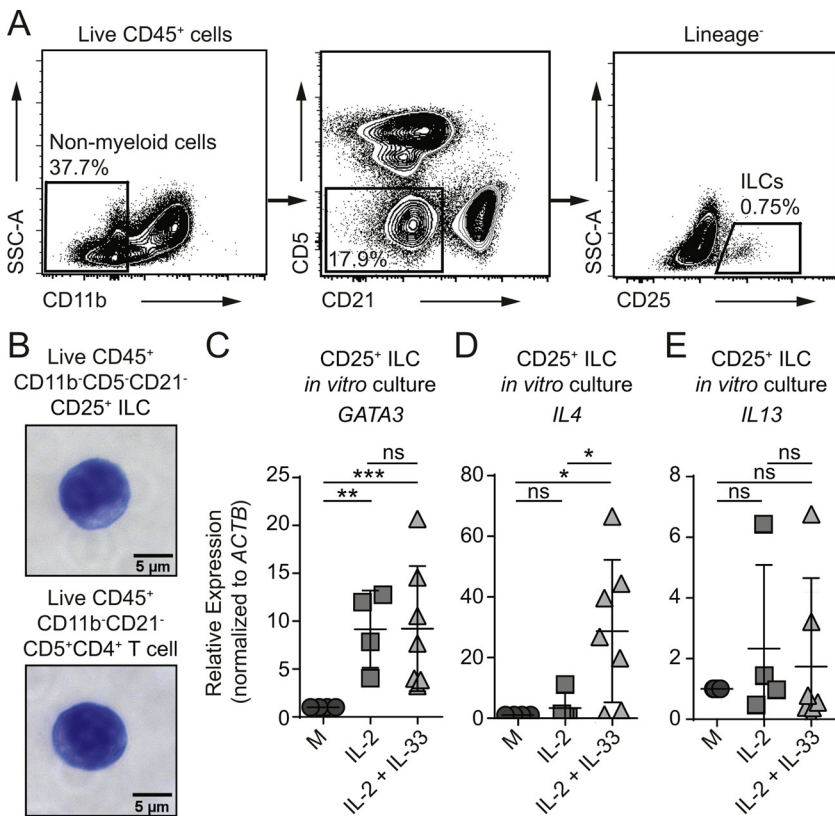 A
Live CD45⁺ cells
Non-myeloid cells
37.7%
SSC-A
CD11b
17.9%
CD5
CD21
Lineage⁻
ILCs
0.75%
SSC-A
CD25
B
Live CD45⁺
CD11b⁻CD5⁻CD21⁻
CD25⁺ ILC
5 µm
Live CD45⁺
CD11b⁻CD21⁻
CD5⁺CD4⁺ T cell
5 µm
C
CD25⁺ ILC
in vitro culture
GATA3
Relative Expression
(normalized to ACTB)
ns
***
**
25
20
15
10
5
0
M
IL-2
IL-2 + IL-33
D
CD25⁺ ILC
in vitro culture
IL4
*
*
ns
80
60
40
20
0
M
IL-2
IL-2 + IL-33
E
CD25⁺ ILC
in vitro culture
IL13
ns
ns
ns
8
6
4
2
0
M
IL-2
IL-2 + IL-33